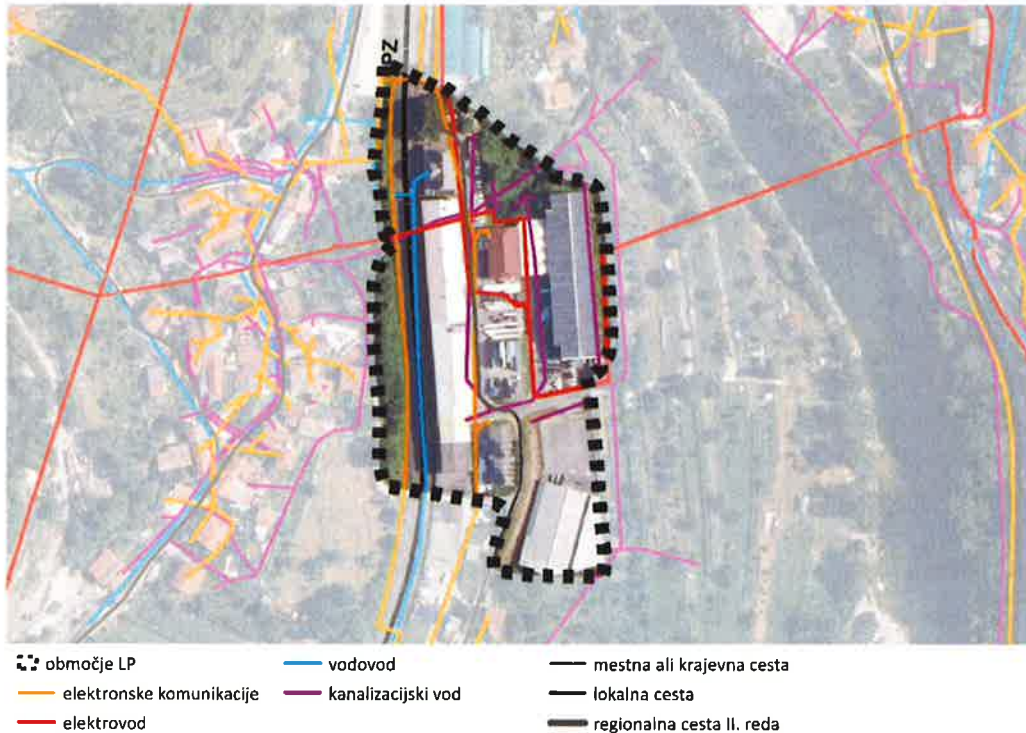 PZ
območje LP
elektronske komunikacije
elektrovod
vodovod
kanalizacijski vod
mestna ali krajevna cesta
lokalna cesta
regionalna cesta II. reda